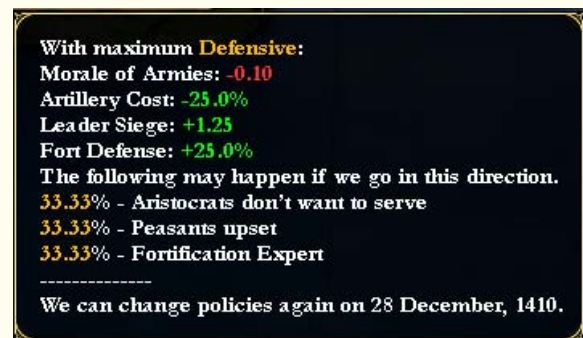 With maximum Defensive:
Morale of Armies: -0.10
Artillery Cost: -25.0%
Leader Siege: +1.25
Fort Defense: +25.0%
The following may happen if we go in this direction.
33.33% - Aristocrats don't want to serve
33.33% - Peasants upset
33.33% - Fortification Expert
--------------
We can change policies again on 28 December, 1410.